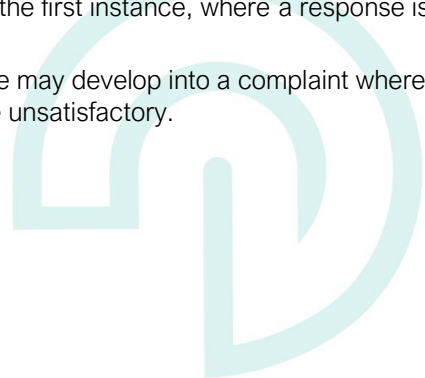 the first instance, where a response is
e may develop into a complaint where
unsatisfactory.